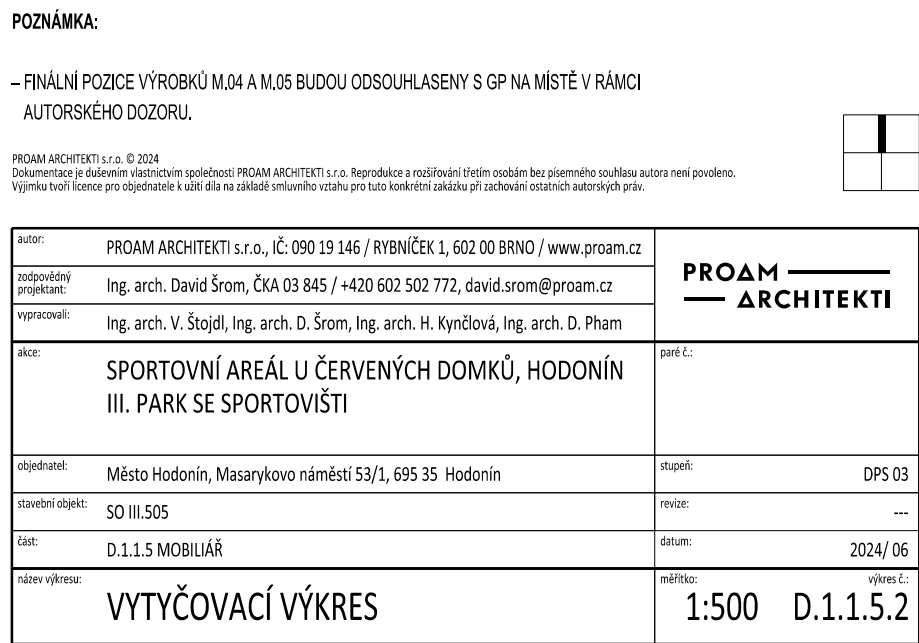 POZNÁMKA:
– FINÁLNÍ POZICE VÝROBKŮ M.04 A M.05 BUDOU ODSOUHLASENY S GP NA MÍSTĚ V RÁMCI
AUTORSKÉHO DOZORU.
PROAM ARCHITEKTI s.r.o. © 2024
Dokumentace je duševním vlastnictvím společnosti PROAM ARCHITEKTI s.r.o. Reprodukce a rozšiřování třetím osobám bez písemného souhlasu autora není povoleno.
Výjimku tvoří licence pro objednatele k užití díla na základě smluvního vztahu pro tuto konkrétní zakázku při zachování ostatních autorských práv.
autor: PROAM ARCHITEKTI s.r.o., IČ: 090 19 146 / RYBNÍČEK 1, 602 00 BRNO / www.proam.cz
zodpovědný
projektant: Ing. arch. David Šrom, ČKA 03 845 / +420 602 502 772, david.srom@proam.cz
vypracovali: Ing. arch. V. Štojdl, Ing. arch. D. Šrom, Ing. arch. H. Kynčlová, Ing. arch. D. Pham
PROAM
ARCHITEKTI
akce: SPORTOVNÍ AREÁL U ČERVENÝCH DOMKŮ, HODONÍN
III. PARK SE SPORTOVIŠTI
paré č.:
objednatel: Město Hodonín, Masarykovo náměstí 53/1, 695 35 Hodonín
stupeň: DPS 03
stavební objekt: SO III.505
revize: ---
část: D.1.1.5 MOBILIÁŘ
datum: 2024/ 06
název výkresu: VYTYČOVACÍ VÝKRES
měřítko: 1:500
výkres č.: D.1.1.5.2